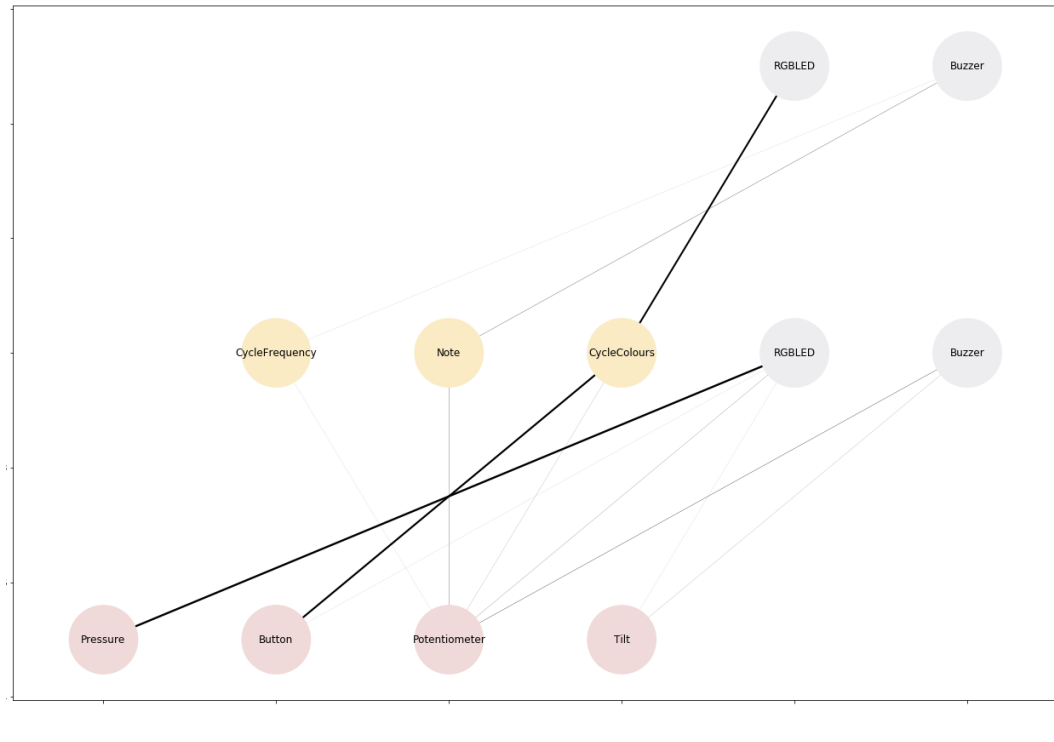 RGBLED
Buzzer
CycleFrequency
Note
CycleColours
RGBLED
Buzzer
Pressure
Button
Potentiometer
Tilt